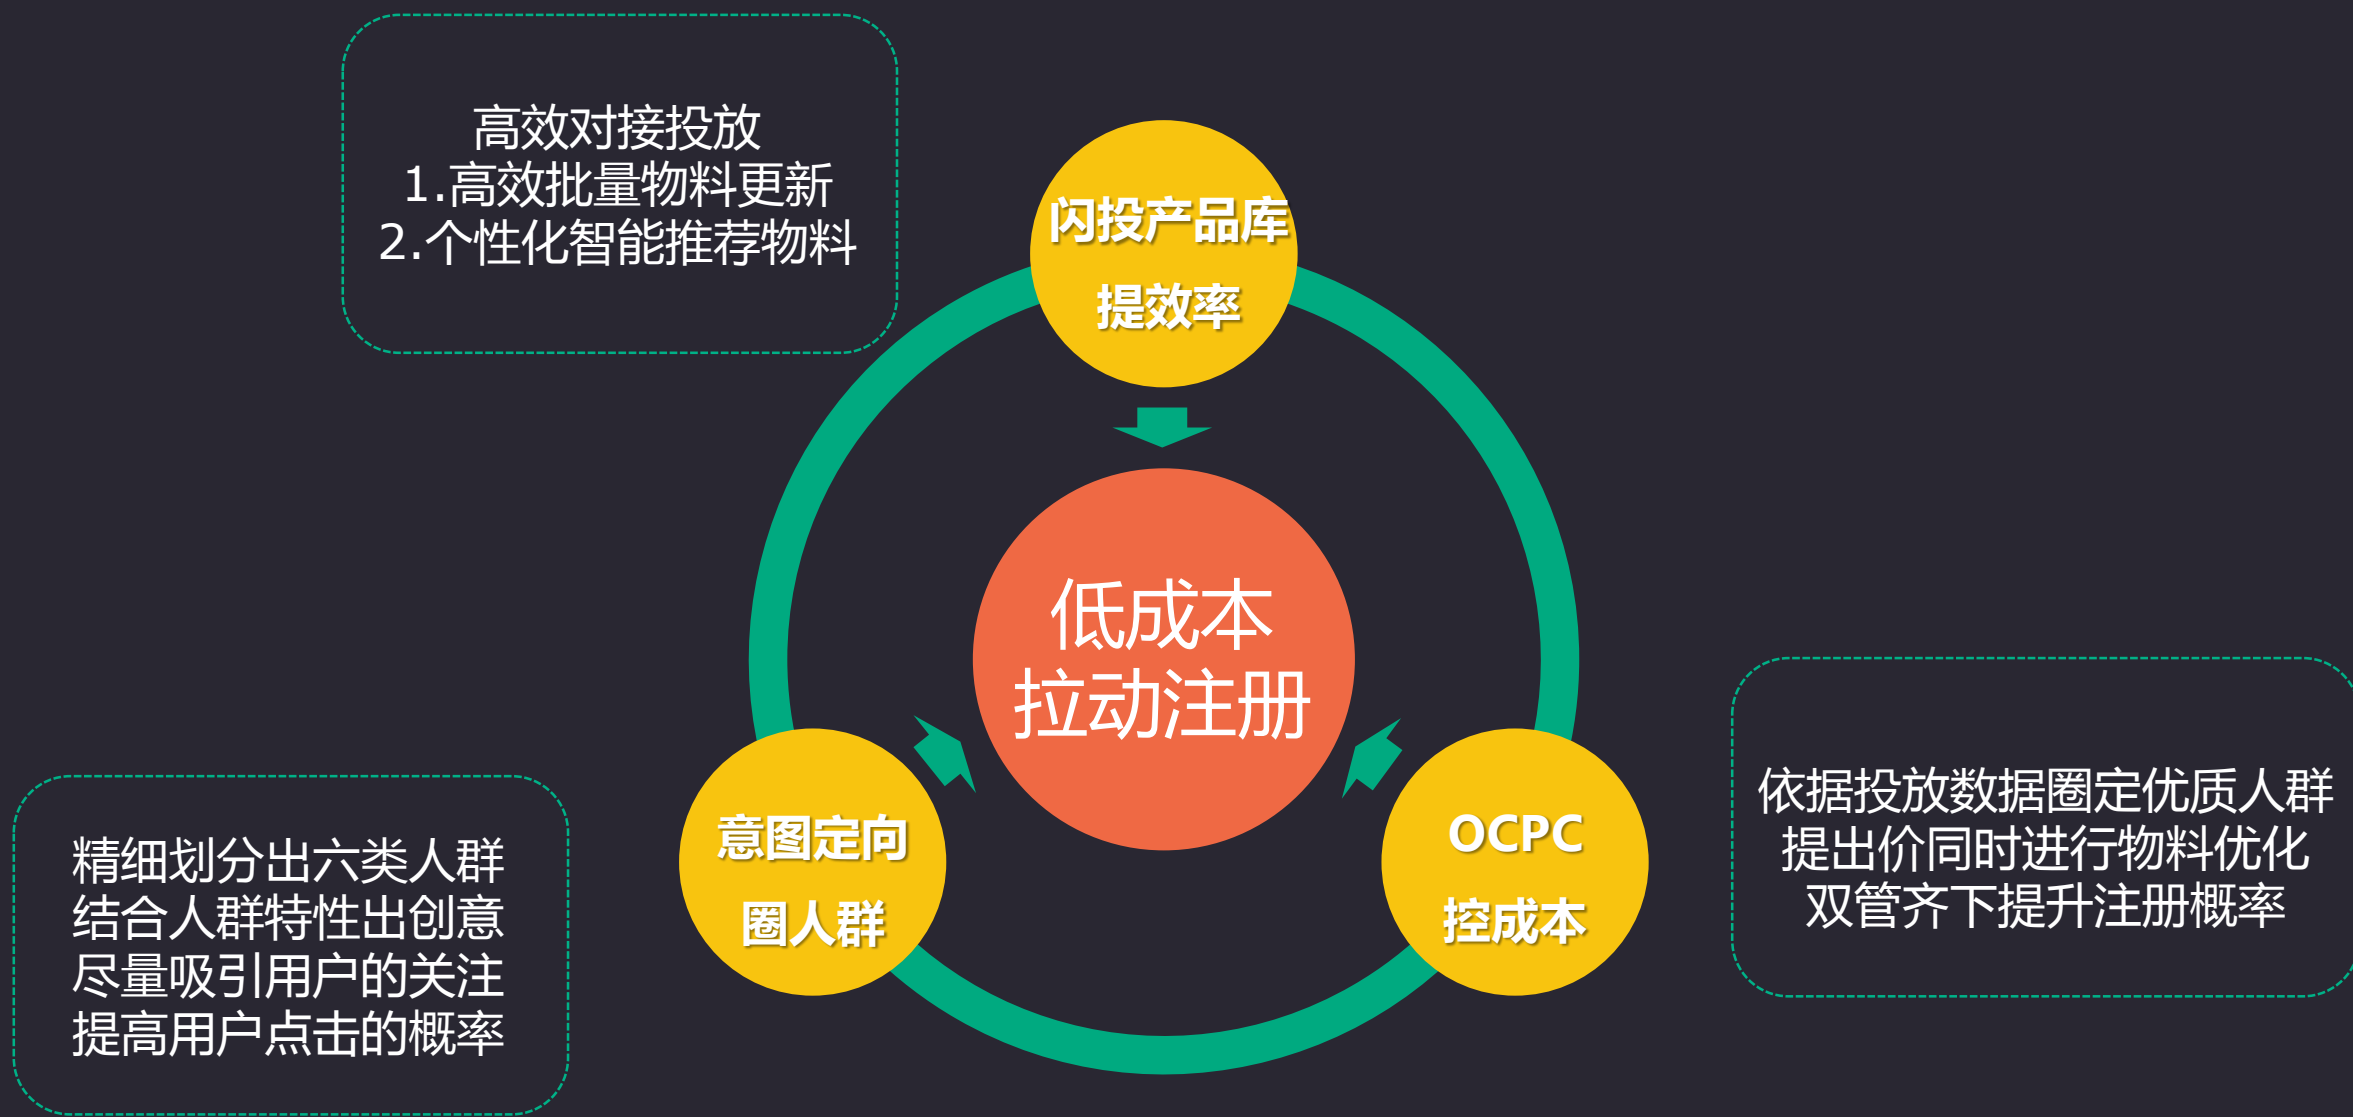 高效对接投放
1.高效批量物料更新
2.个性化智能推荐物料
闪投产品库
提效率
低成本
拉动注册
意图定向
圈人群
OCPC
控成本
精细划分出六类人群
结合人群特性出创意
尽量吸引用户的关注
提高用户点击的概率
依据投放数据圈定优质人群
提出价同时进行物料优化
双管齐下提升注册概率